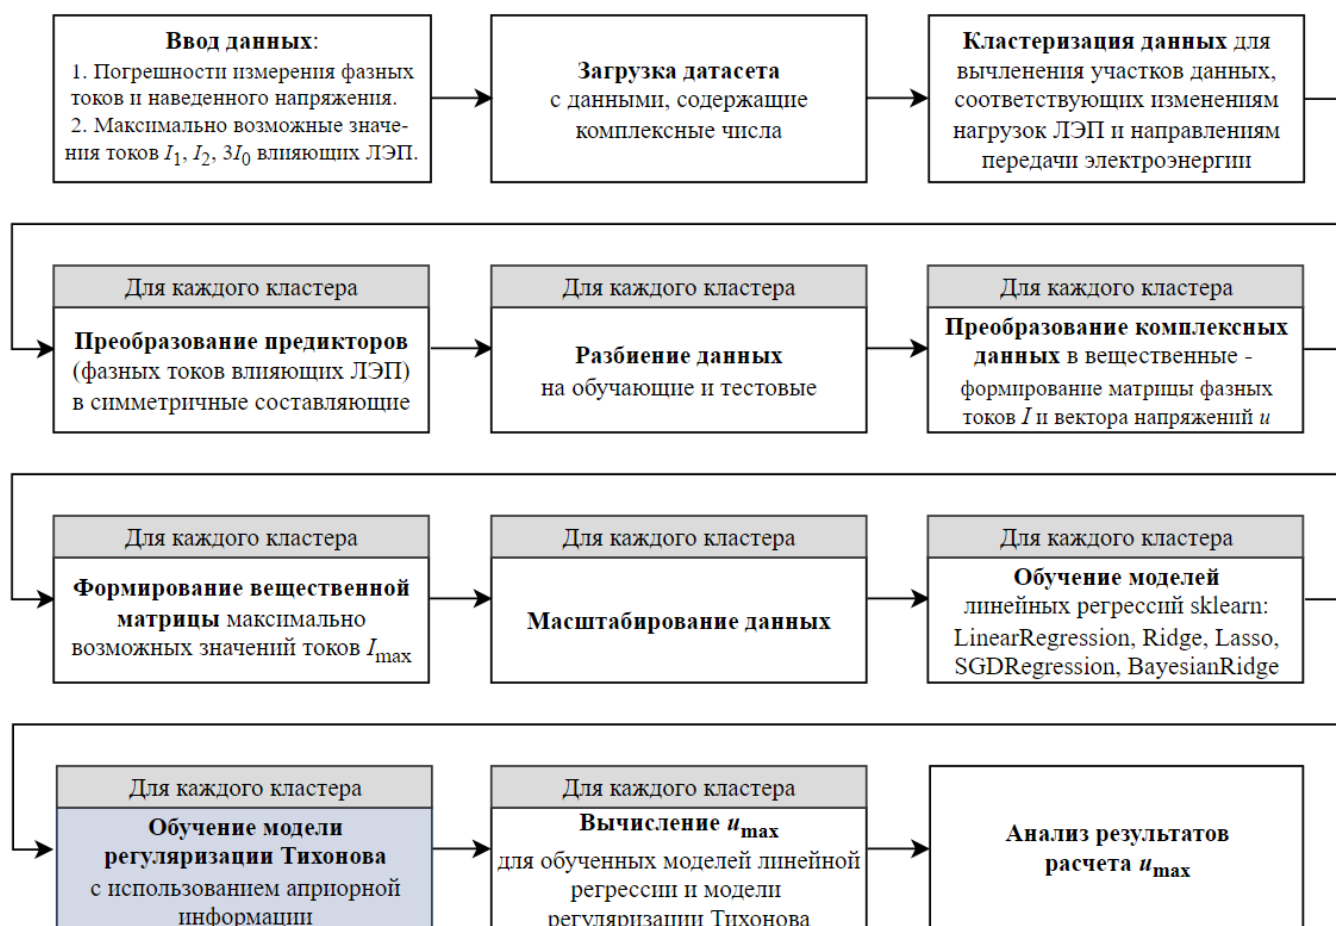 Ввод данных:
1. Погрешности измерения фазных
токов и наведенного напряжения.
2. Максимально возможные значе-
ния токов I1, I2, 3I0 влияющих ЛЭП.
Загрузка датасета
с данными, содержащие
комплексные числа
Кластеризация данных для
вычленения участков данных,
соответствующих изменениям
нагрузок ЛЭП и направлениям
передачи электроэнергии
Для каждого кластера
Преобразование предикторов
(фазных токов влияющих ЛЭП)
в симметричные составляющие
Для каждого кластера
Разбиение данных
на обучающие и тестовые
Для каждого кластера
Преобразование комплексных
данных в вещественные -
формирование матрицы фазных
токов I и вектора напряжений u
Для каждого кластера
Формирование вещественной
матрицы максимально
возможных значений токов Imax
Для каждого кластера
Масштабирование данных
Для каждого кластера
Обучение моделей
линейных регрессий sklearn:
LinearRegression, Ridge, Lasso,
SGDRegression, BayesianRidge
Для каждого кластера
Обучение модели
регуляризации Тихонова
с использованием априорной
информации
Для каждого кластера
Вычисление umax
для обученных моделей линейной
регрессии и модели
регуляризации Тихонова
Анализ результатов
расчета umax